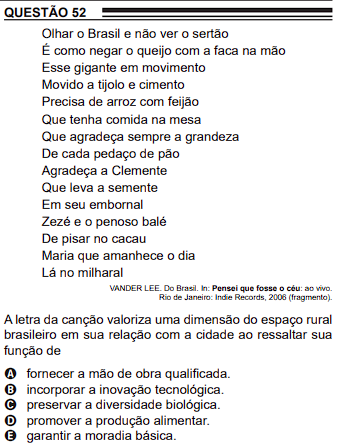 QUESTÃO 52
Olhar o Brasil e não ver o sertão
É como negar o queijo com a faca na mão
Esse gigante em movimento
Movido a tijolo e cimento
Precisa de arroz com feijão
Que tenha comida na mesa
Que agradeça sempre a grandeza
De cada pedaço de pão
Agradeça a Clemente
Que leva a semente
Em seu embornal
Zezé e o penoso balé
De pisar no cacau
Maria que amanhece o dia
Lá no milharal
VANDER LEE. Do Brasil. In: Pensei que fosse o céu: ao vivo.
Rio de Janeiro: Indie Records, 2006 (fragmento).
A letra da canção valoriza uma dimensão do espaço rural
brasileiro em sua relação com a cidade ao ressaltar sua
função de
A fornecer a mão de obra qualificada.
B incorporar a inovação tecnológica.
C preservar a diversidade biológica.
D promover a produção alimentar.
E garantir a moradia básica.